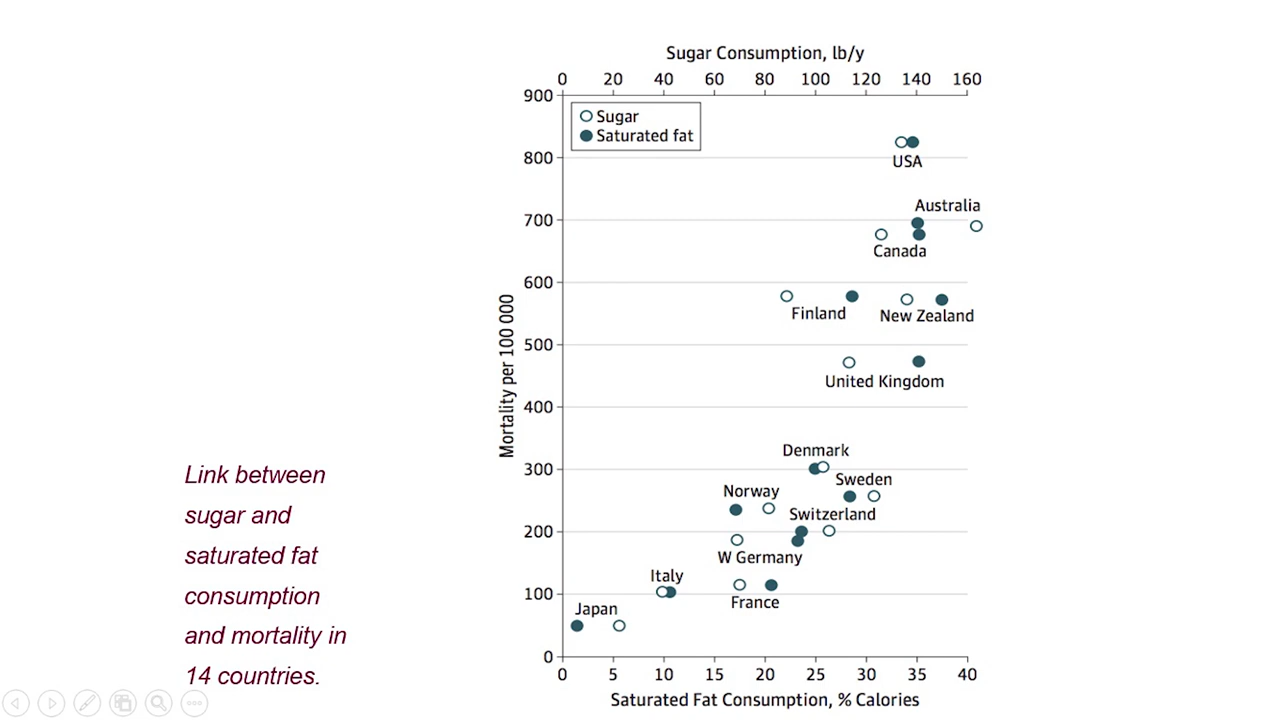 Sugar Consumption, lb/y
0 20 40 60 80 100 120 140 160
900
Sugar
Saturated fat
800
USA
Australia
700
Canada
600
Finland
New Zealand
500
United Kingdom
400
Mortality per 100 000
Denmark
300
Sweden
Norway
Switzerland
200
W Germany
Italy
100
France
Japan
0
0 5 10 15 20 25 30 35 40
Saturated Fat Consumption, % Calories
Link between
sugar and
saturated fat
consumption
and mortality in
14 countries.